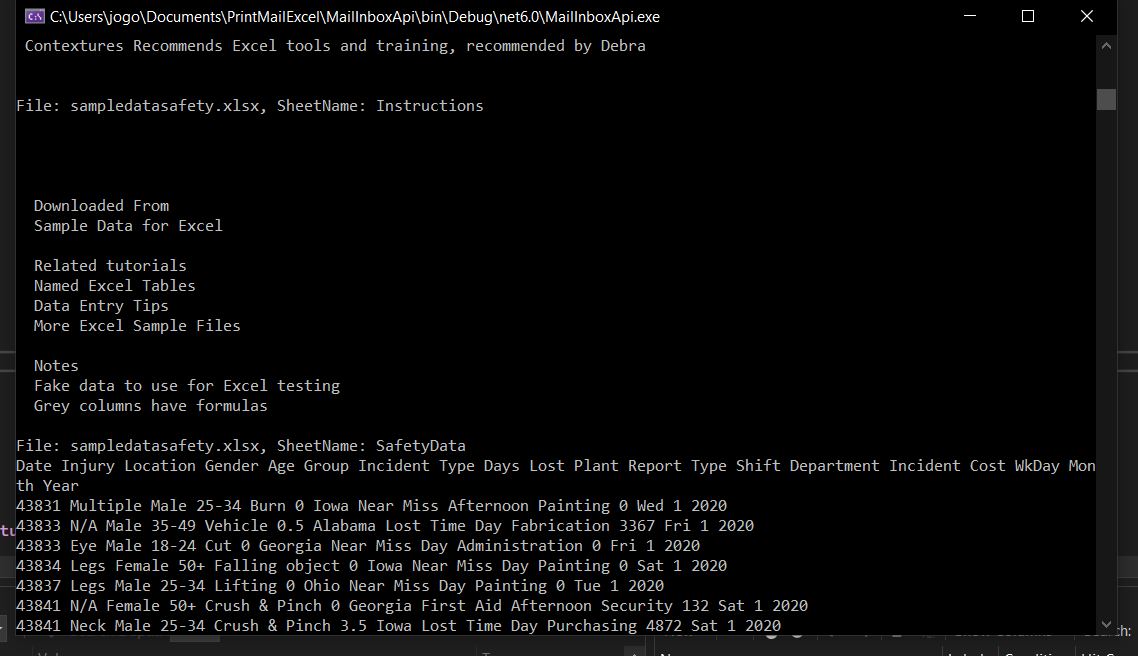 C:\Users\jogo\Documents\PrintMailExcel\MailInboxApi\bin\Debug\net6.0\MailInboxApi.exe
Contextures Recommends Excel tools and training, recommended by Debra
File: sampledatasafety.xlsx, SheetName: Instructions
Downloaded From
Sample Data for Excel
Related tutorials
Named Excel Tables
Data Entry Tips
More Excel Sample Files
Notes
Fake data to use for Excel testing
Grey columns have formulas
File: sampledatasafety.xlsx, SheetName: SafetyData
Date Injury Location Gender Age Group Incident Type Days Lost Plant Report Type Shift Department Incident Cost WkDay Mon
th Year
43831 Multiple Male 25-34 Burn 0 Iowa Near Miss Afternoon Painting 0 Wed 1 2020
43833 N/A Male 35-49 Vehicle 0.5 Alabama Lost Time Day Fabrication 3367 Fri 1 2020
43833 Eye Male 18-24 Cut 0 Georgia Near Miss Day Administration 0 Fri 1 2020
43834 Legs Female 50+ Falling object 0 Iowa Near Miss Day Painting 0 Sat 1 2020
43837 Legs Male 25-34 Lifting 0 Ohio Near Miss Day Painting 0 Tue 1 2020
43841 N/A Female 50+ Crush & Pinch 0 Georgia First Aid Afternoon Security 132 Sat 1 2020
43841 Neck Male 25-34 Crush & Pinch 3.5 Iowa Lost Time Day Purchasing 4872 Sat 1 2020